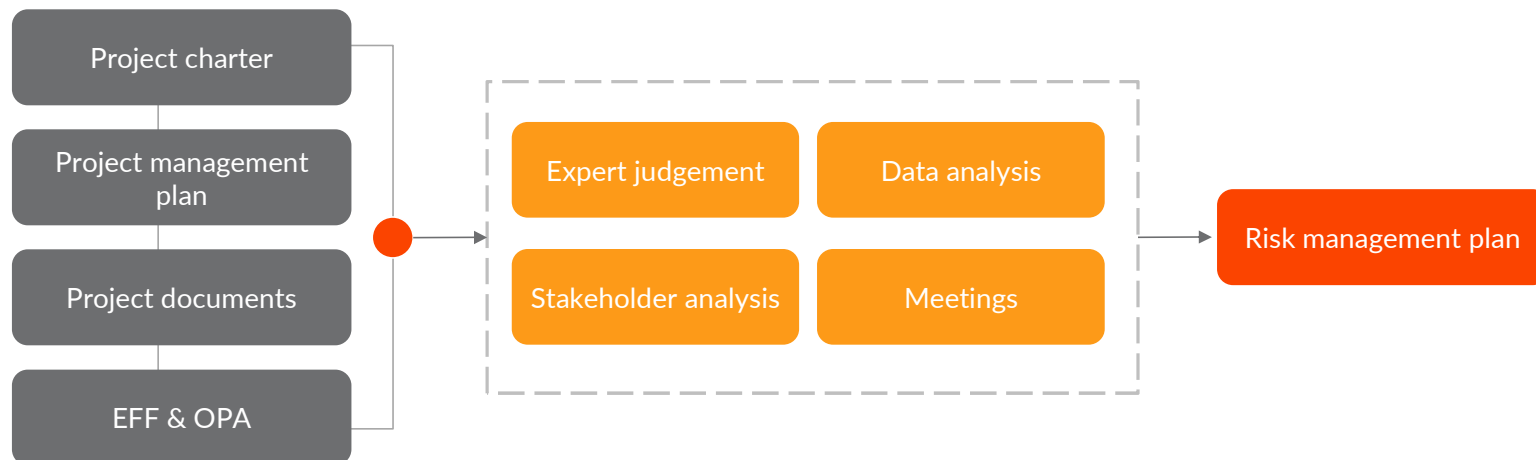 Project charter
Project management
plan
Project documents
EFF & OPA
Expert judgement
Data analysis
Stakeholder analysis
Meetings
Risk management plan